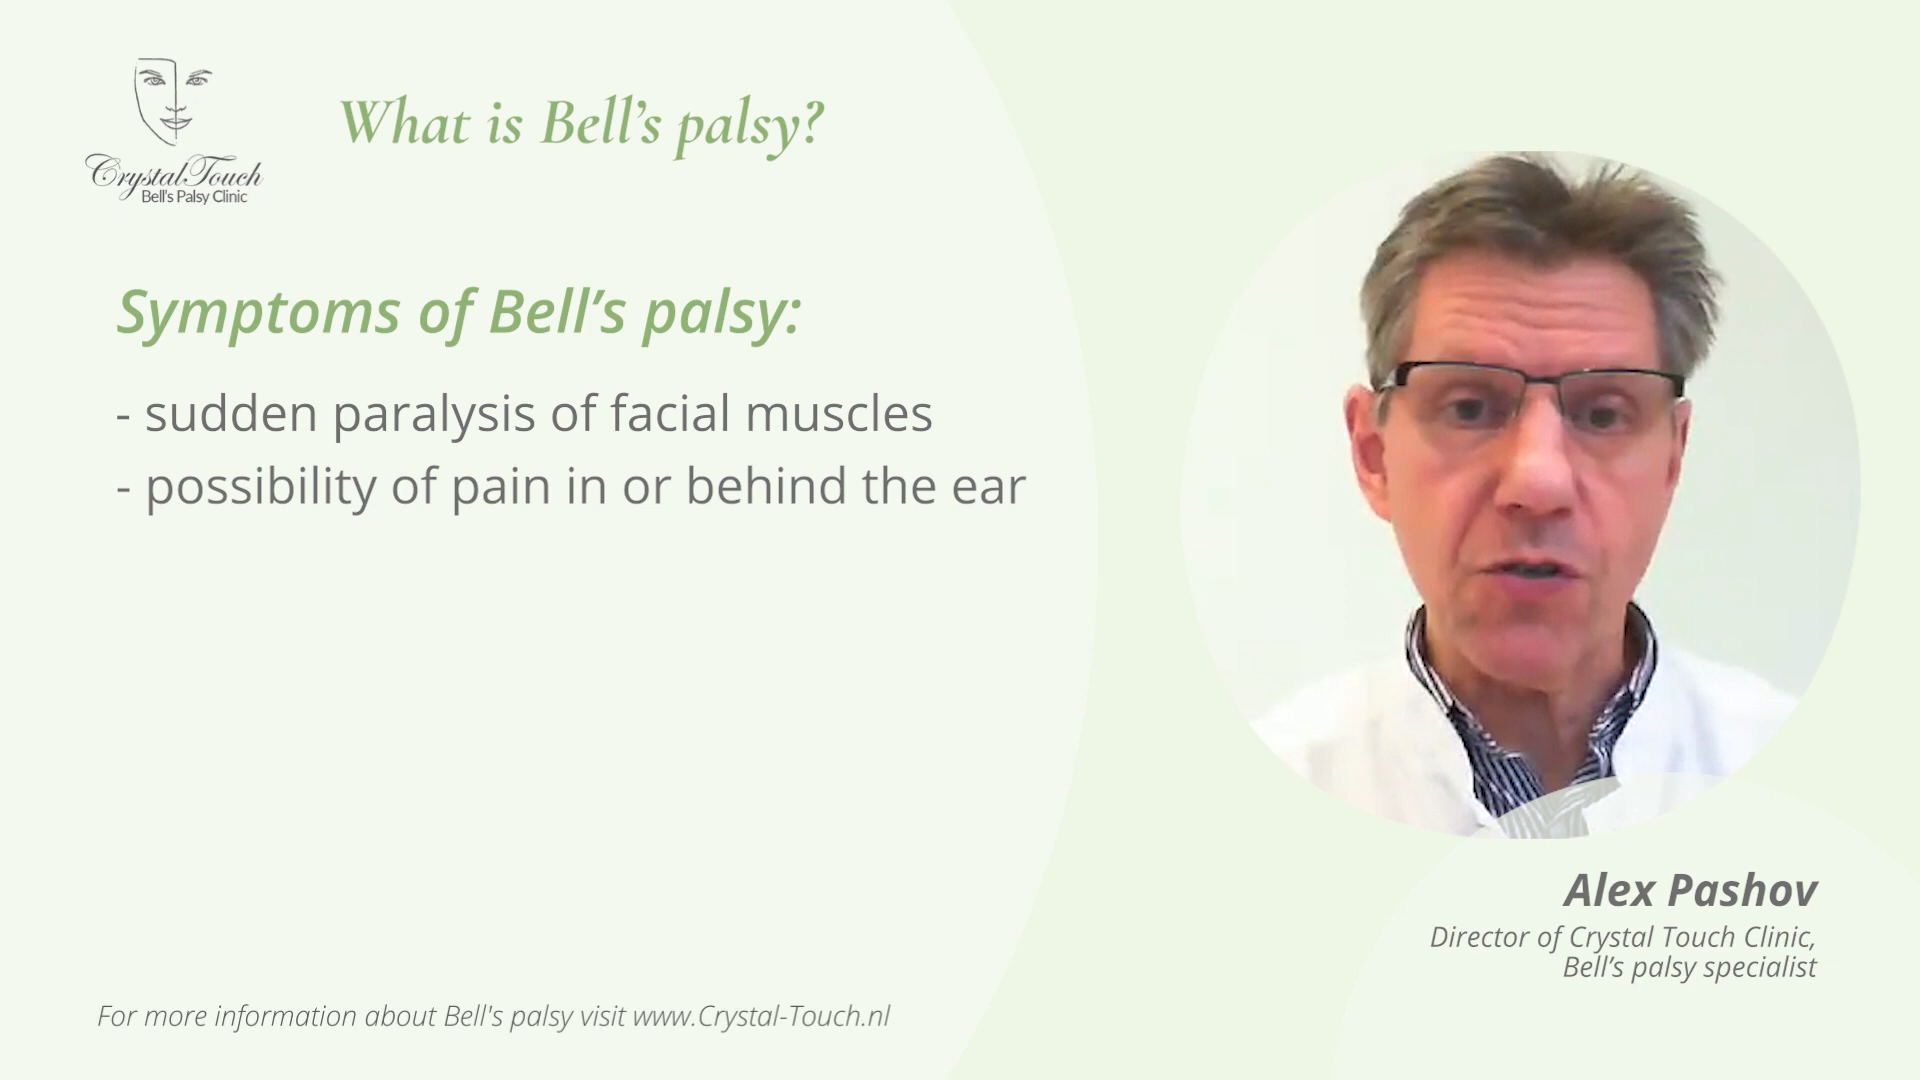 Crystal Touch
Bell's Palsy Clinic
What is Bell’s palsy?
Symptoms of Bell’s palsy:
- sudden paralysis of facial muscles
- possibility of pain in or behind the ear
Alex Pashov
Director of Crystal Touch Clinic,
Bell’s palsy specialist
For more information about Bell's palsy visit www.Crystal-Touch.nl